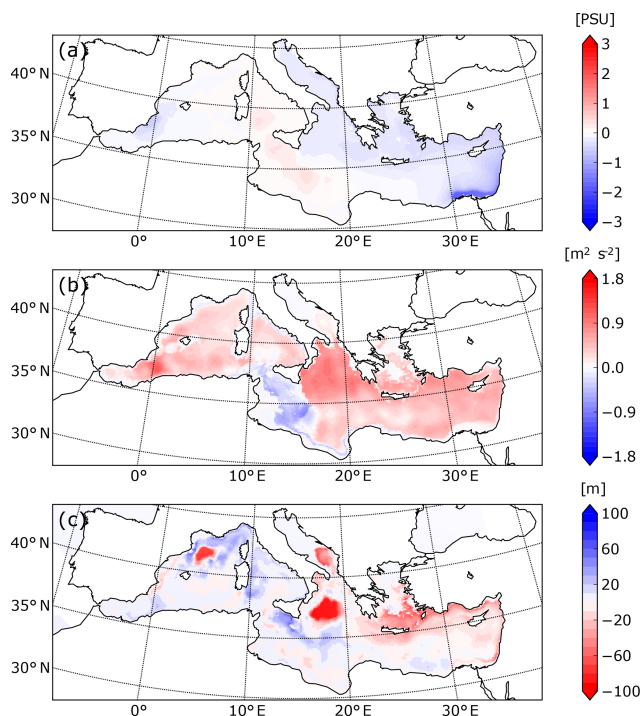 [PSU]
(a)
40° N
35° N
30° N
0°
10° E
20° E
30° E
3
2
1
0
−1
−2
−3
[m² s⁻²]
(b)
40° N
35° N
30° N
0°
10° E
20° E
30° E
1.8
0.9
0.0
−0.9
−1.8
[m]
(c)
40° N
35° N
30° N
0°
10° E
20° E
30° E
100
60
20
−20
−60
−100